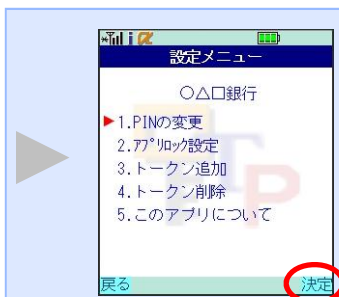 設定メニュー
○△□銀行
1.PINの変更
2.ｱﾌﾟﾘﾛｯｸ設定
3.トークン追加
4.トークン削除
5.このアプリについて
戻る
決定